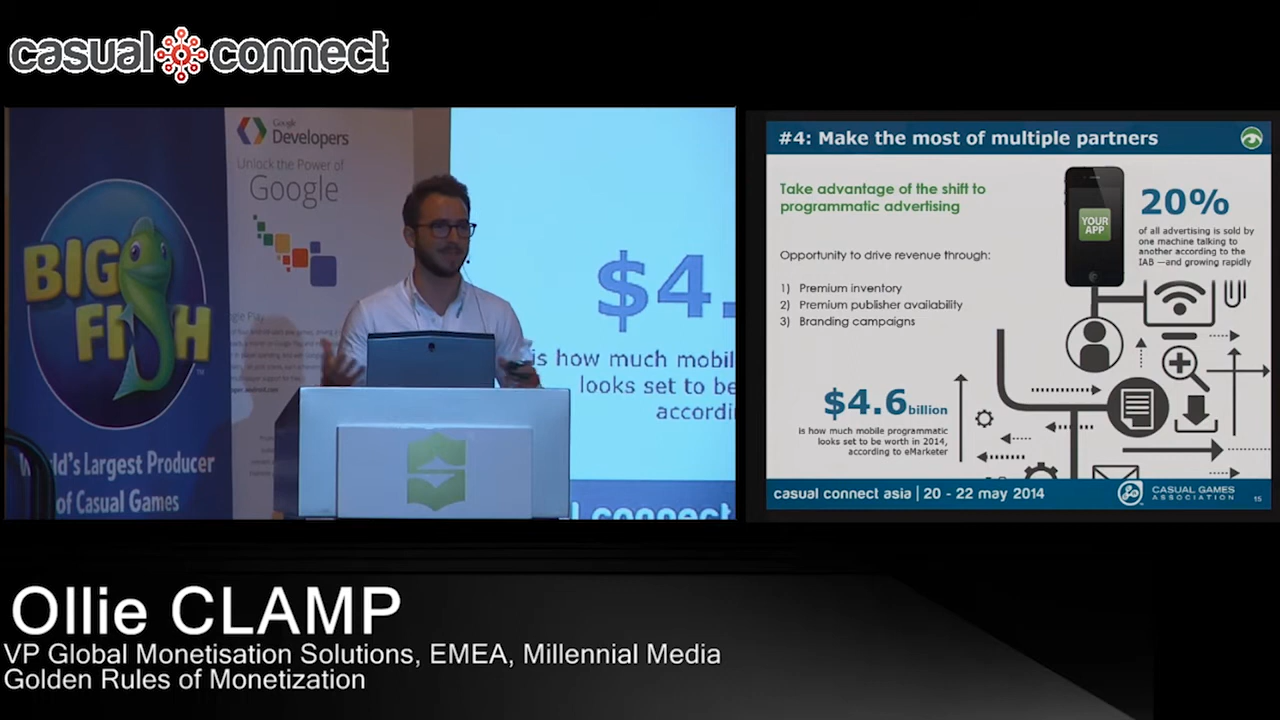 casual connect
Google
Developers
Unlock the Power of
Google
BIG
FISH
TM
World's Largest Producer
of Casual Games
$4.
is how much mobil
looks set to be
accordi
l connect
#4: Make the most of multiple partners
Take advantage of the shift to
programmatic advertising
Opportunity to drive revenue through:
1) Premium inventory
2) Premium publisher availability
3) Branding campaigns
YOUR
APP
20%
of all advertising is sold by
one machine talking to
another according to the
IAB —and growing rapidly
$4.6 billion
is how much mobile programmatic
looks set to be worth in 2014,
according to eMarketer
casual connect asia | 20 - 22 may 2014
CASUAL GAMES
ASSOCIATION
15
Ollie CLAMP
VP Global Monetisation Solutions, EMEA, Millennial Media
Golden Rules of Monetization